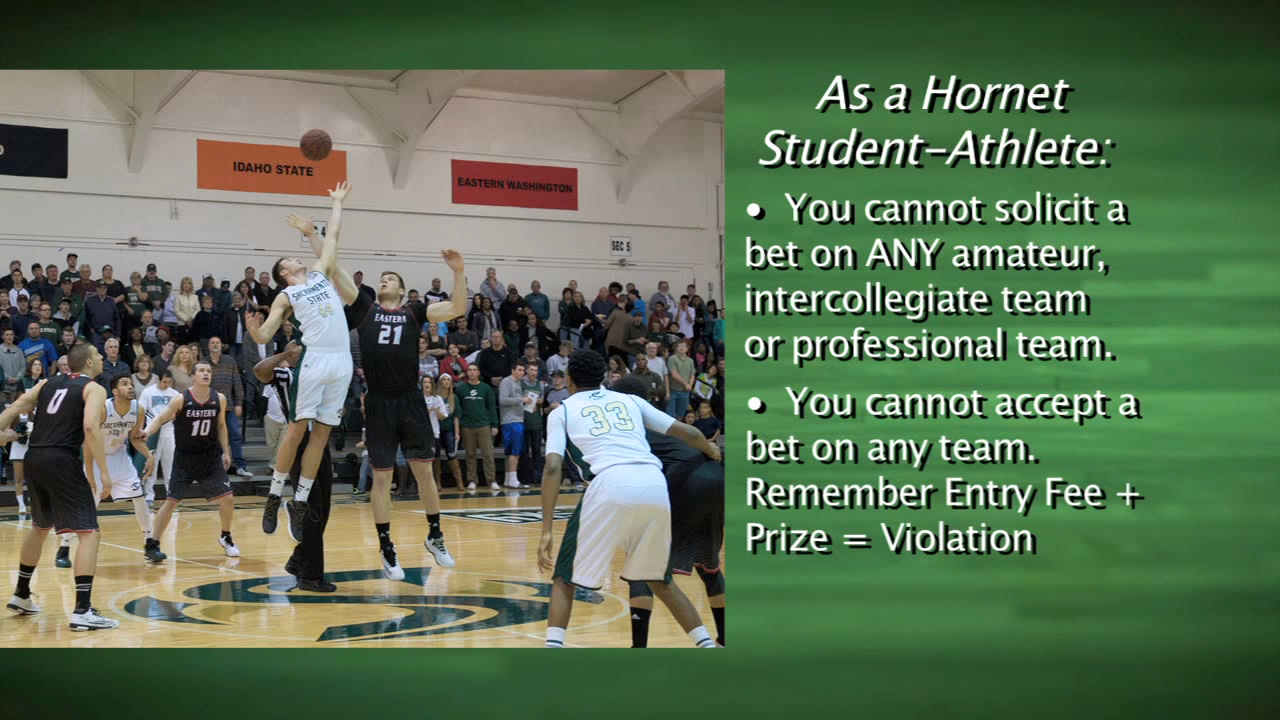 As a Hornet
Student-Athlete:
• You cannot solicit a
bet on ANY amateur,
intercollegiate team
or professional team.
• You cannot accept a
bet on any team.
Remember Entry Fee +
Prize = Violation
IDAHO STATE
EASTERN WASHINGTON
SEC 5
SACRAMENTO
STATE
44
EASTERN
21
0
EASTERN
10
33